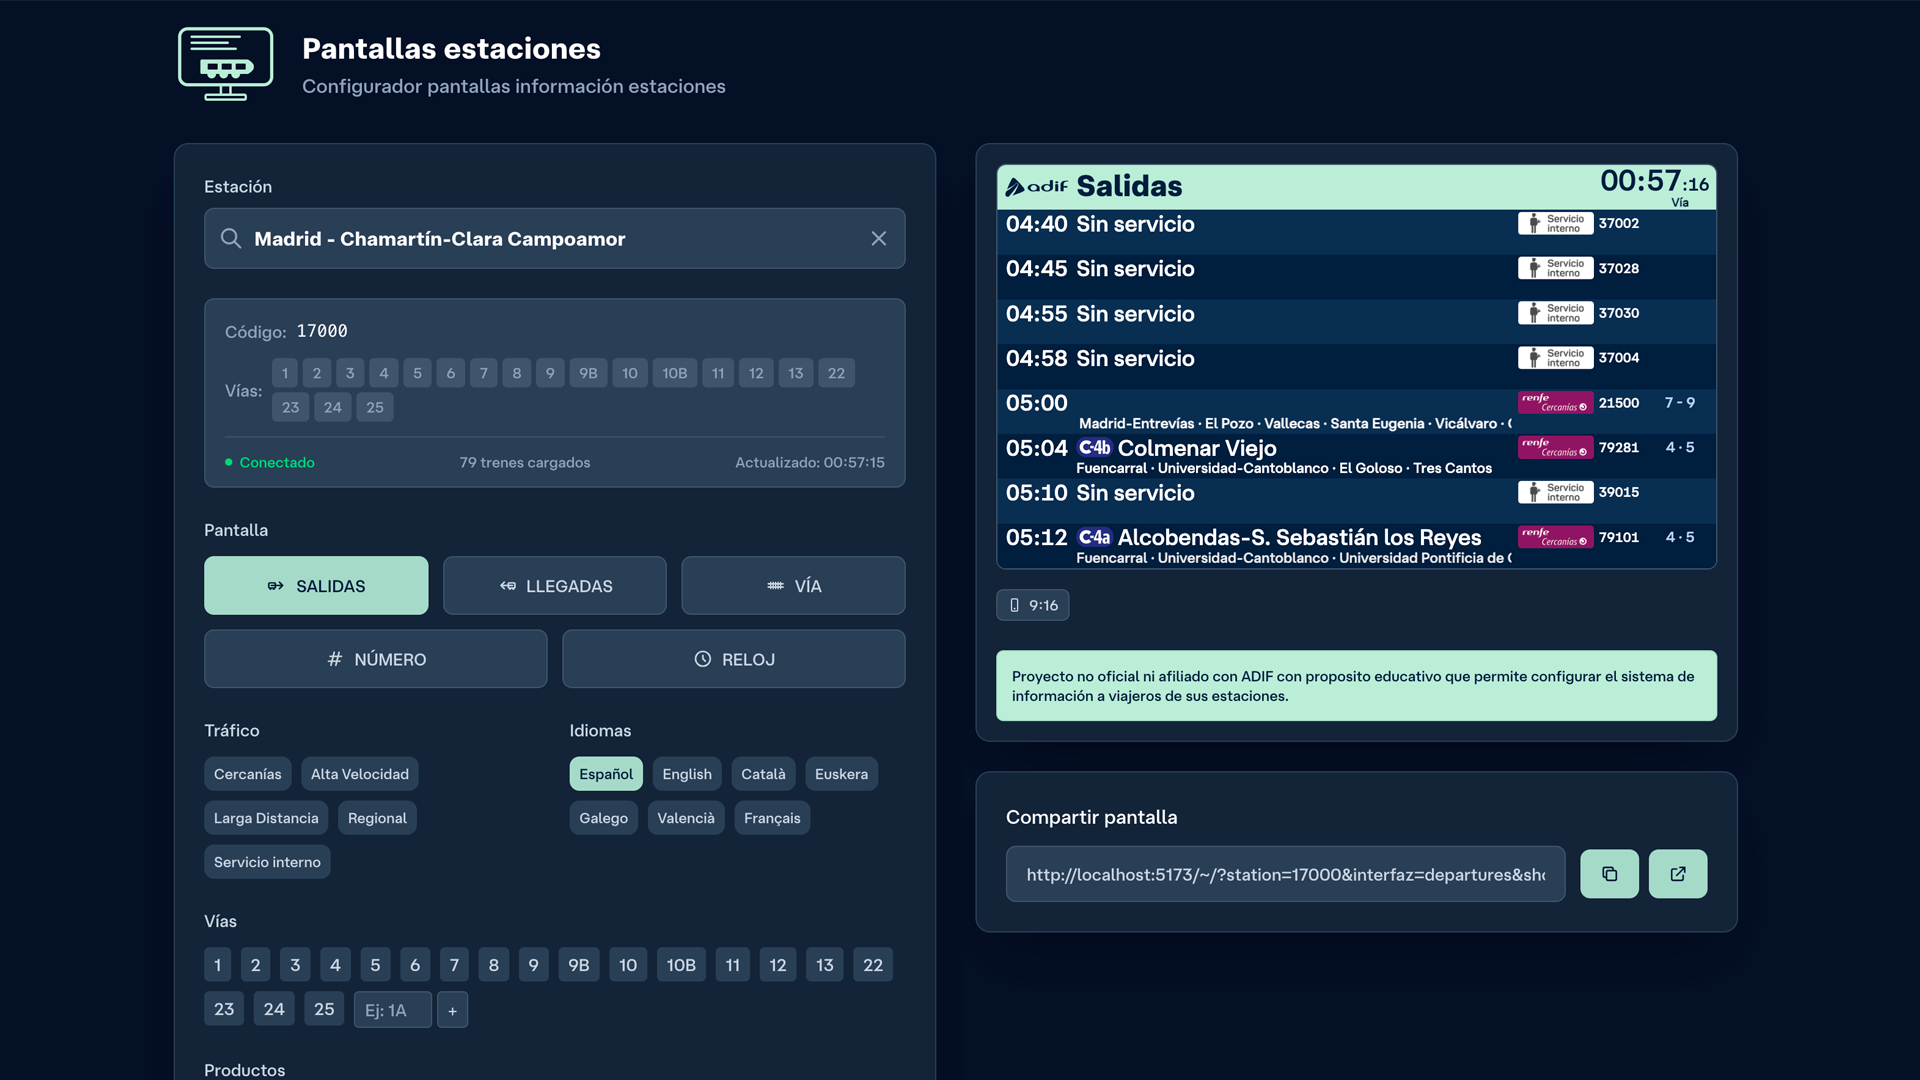 Pantallas estaciones
Configurador pantallas información estaciones
Estación
Madrid - Chamartín-Clara Campoamor
Código: 17000
Vías: 1 2 3 4 5 6 7 8 9 9B 10 10B 11 12 13 22
23 24 25
Conectado 79 trenes cargados Actualizado: 00:57:15
Pantalla
SALIDAS LLEGADAS VÍA
# NÚMERO RELOJ
Tráfico
Cercanías Alta Velocidad
Larga Distancia Regional
Servicio interno
Idiomas
Español English Català Euskera
Galego Valencià Français
Vías
1 2 3 4 5 6 7 8 9 9B 10 10B 11 12 13 22
23 24 25 Ej: 1A +
Productos
adif Salidas 00:57:16
Vía
04:40 Sin servicio Servicio interno 37002
04:45 Sin servicio Servicio interno 37028
04:55 Sin servicio Servicio interno 37030
04:58 Sin servicio Servicio interno 37004
05:00 renfe Cercanías 21500 7 - 9
Madrid-Entrevías · El Pozo · Vallecas · Santa Eugenia · Vicálvaro ·
05:04 C-4b Colmenar Viejo renfe Cercanías 79281 4 · 5
Fuencarral · Universidad-Cantoblanco · El Goloso · Tres Cantos
05:10 Sin servicio Servicio interno 39015
05:12 C-4a Alcobendas-S. Sebastián los Reyes renfe Cercanías 79101 4 · 5
Fuencarral · Universidad-Cantoblanco · Universidad Pontificia de
9:16
Proyecto no oficial ni afiliado con ADIF con proposito educativo que permite configurar el sistema de
información a viajeros de sus estaciones.
Compartir pantalla
http://localhost:5173/~/?station=17000&interfaz=departures&sho